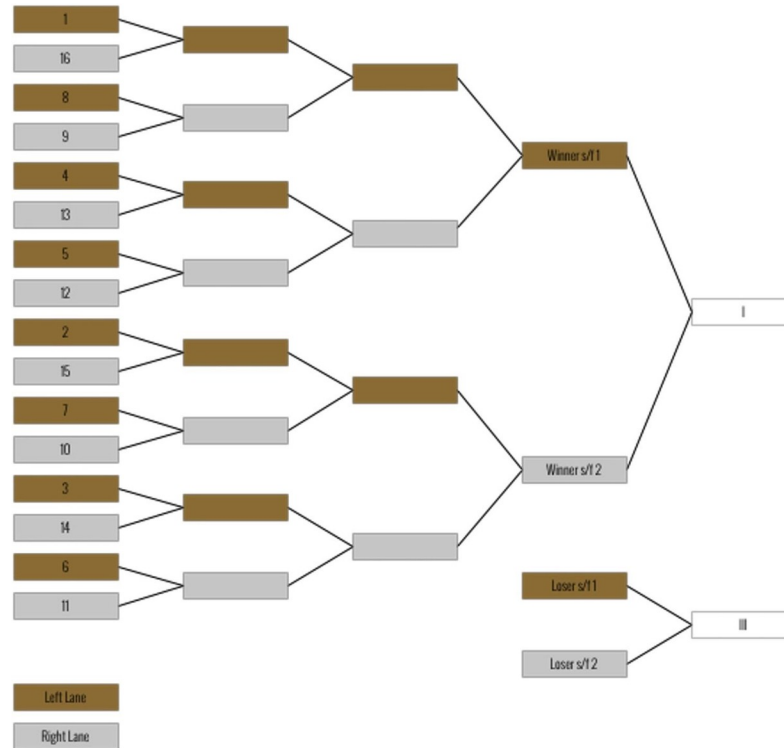 1
16
8
9
4
13
5
12
2
15
7
10
3
14
6
11
Winner s/f 1
Winner s/f 2
I
Loser s/f 1
Loser s/f 2
III
Left Lane
Right Lane